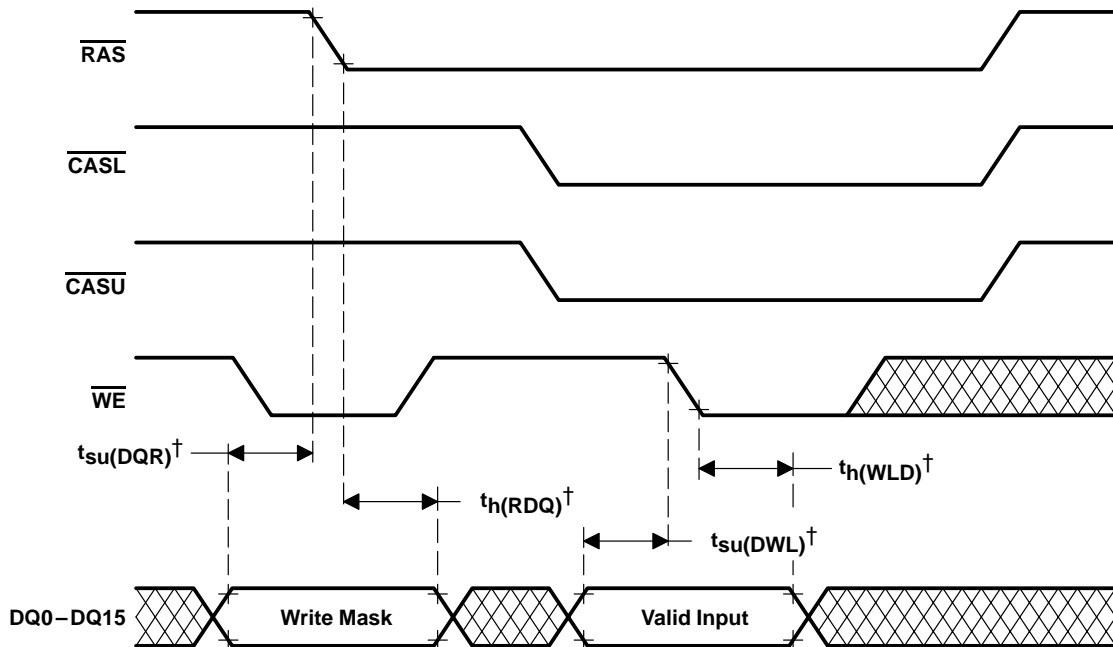 RAS
CASL
CASU
WE
tsu(DQR)†
th(WLD)†
th(RDQ)†
tsu(DWL)†
DQ0–DQ15
Write Mask
Valid Input